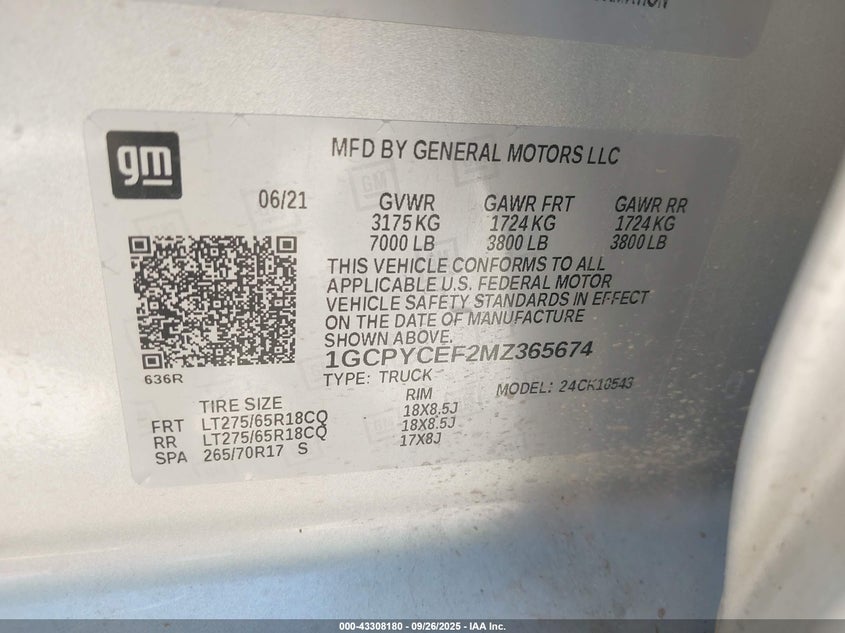 gm
MFD BY GENERAL MOTORS LLC
06/21
GVWR GAWR FRT GAWR RR
3175 KG 1724 KG 1724 KG
7000 LB 3800 LB 3800 LB
THIS VEHICLE CONFORMS TO ALL
APPLICABLE U.S. FEDERAL MOTOR
VEHICLE SAFETY STANDARDS IN EFFECT
ON THE DATE OF MANUFACTURE
SHOWN ABOVE.
1GCPYCEF2MZ365674
TYPE: TRUCK MODEL: 24CK10543
636R
TIRE SIZE RIM
FRT LT275/65R18CQ 18X8.5J
RR LT275/65R18CQ 18X8.5J
SPA 265/70R17 S 17X8J
000-43308180 - 09/26/2025 - IAA Inc.